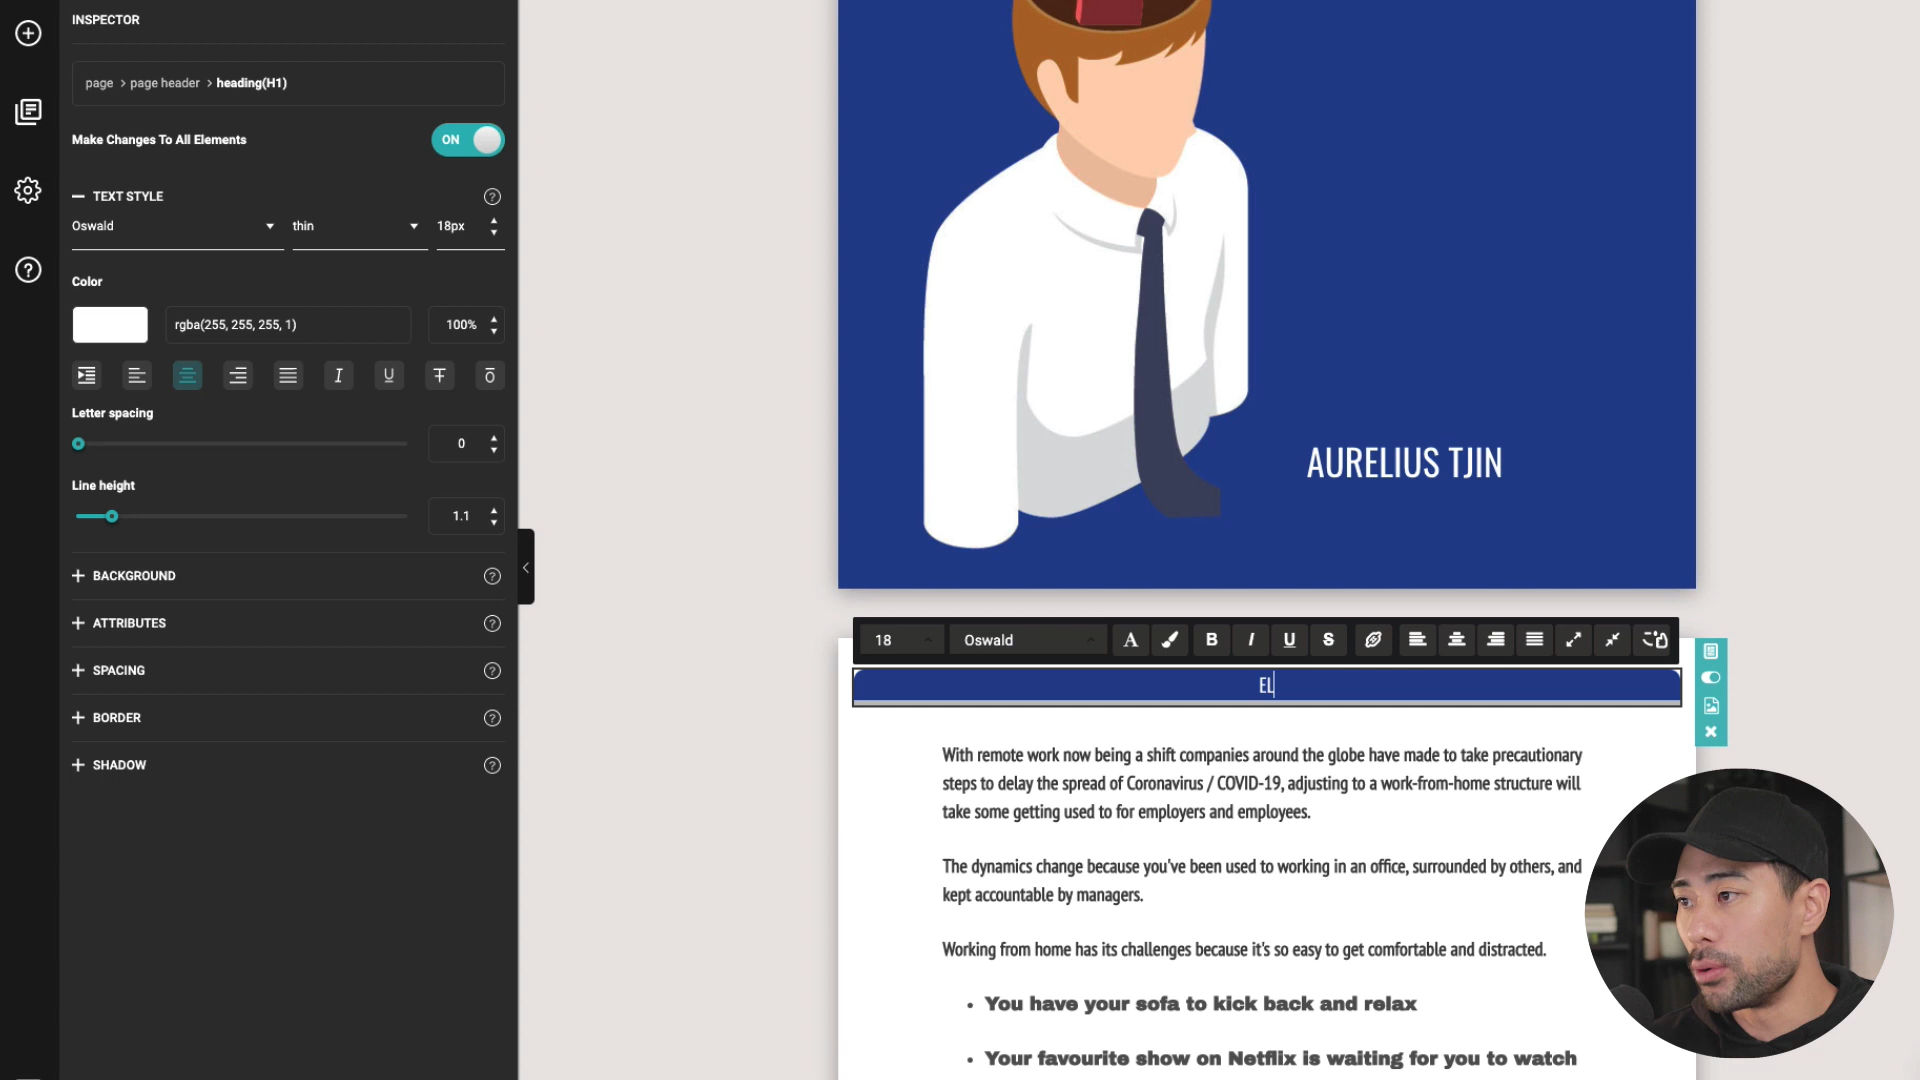 INSPECTOR
page > page header > heading(H1)
Make Changes To All Elements
ON
TEXT STYLE
Oswald
thin
18px
Color
rgba(255, 255, 255, 1)
100%
Letter spacing
0
Line height
1.1
BACKGROUND
ATTRIBUTES
SPACING
BORDER
SHADOW
AURELIUS TJIN
18
Oswald
A
B
I
U
S
EL
With remote work now being a shift companies around the globe have made to take precautionary
steps to delay the spread of Coronavirus / COVID-19, adjusting to a work-from-home structure will
take some getting used to for employers and employees.
The dynamics change because you've been used to working in an office, surrounded by others, and
kept accountable by managers.
Working from home has its challenges because it's so easy to get comfortable and distracted.
• You have your sofa to kick back and relax
• Your favourite show on Netflix is waiting for you to watch